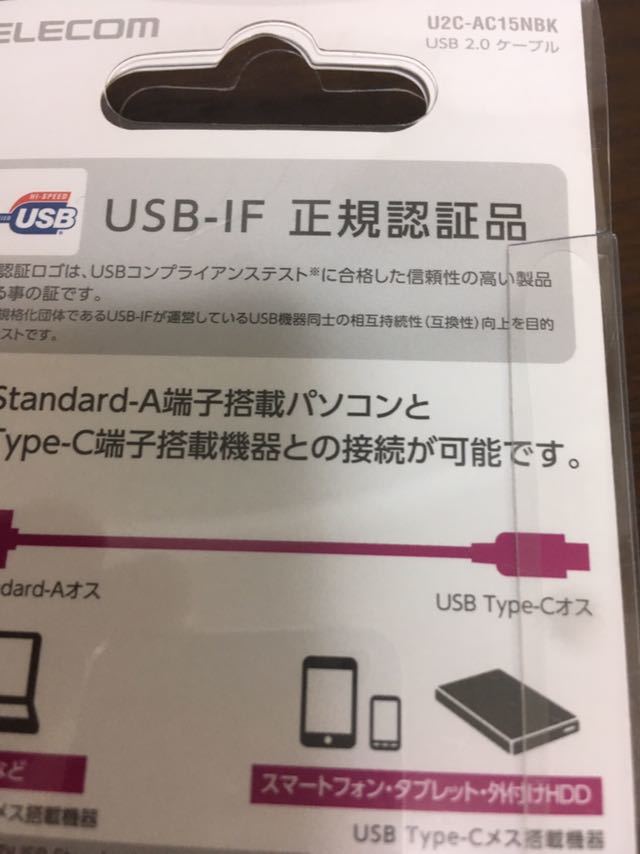 ELECOM
U2C-AC15NBK
USB 2.0 ケーブル
HI-SPEED
USB
USB-IF 正規認証品
認証ロゴは、USBコンプライアンステスト※に合格した信頼性の高い製品
る事の証です。
規格化団体であるUSB-IFが運営しているUSB機器同士の相互持続性(互換性)向上を目的
ストです。
Standard-A端子搭載パソコンと
Type-C端子搭載機器との接続が可能です。
dard-Aオス
USB Type-Cオス
など
スマートフォン・タブレット・外付けHDD
メス搭載機器
USB Type-Cメス搭載機器